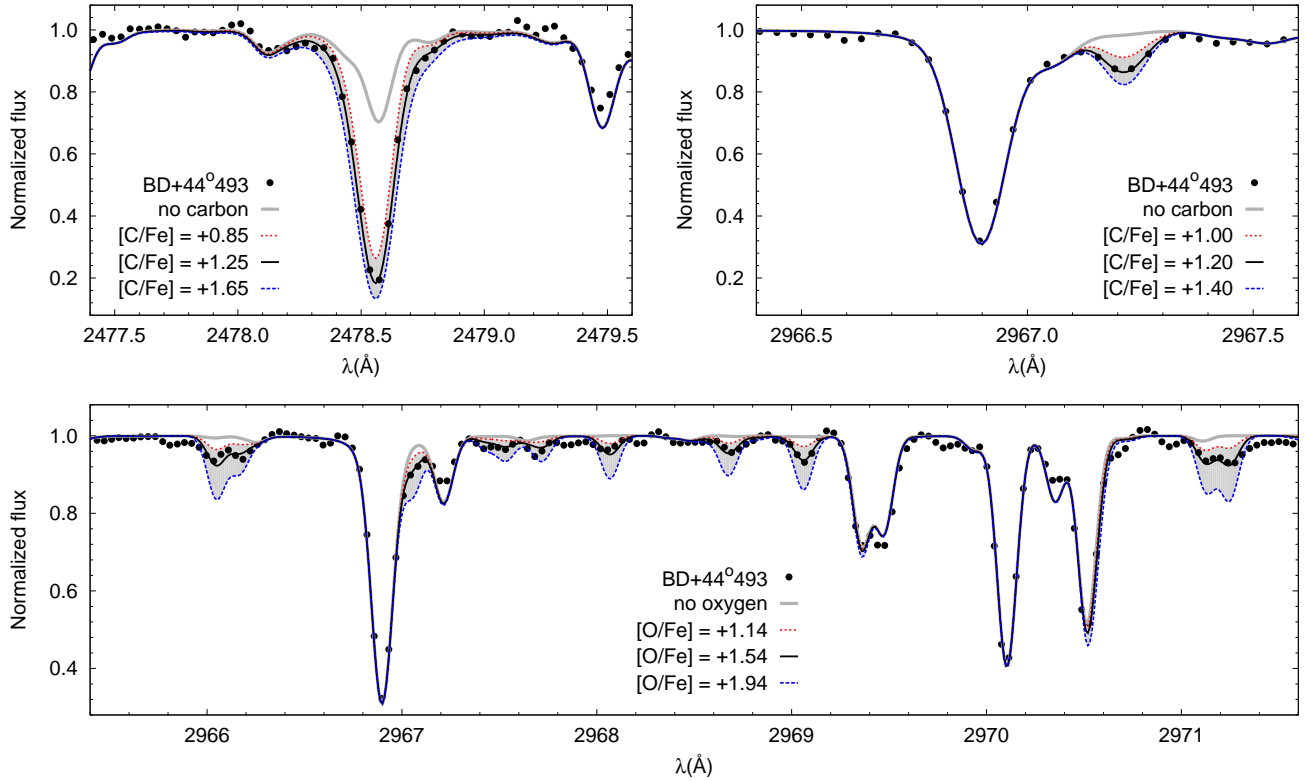 Normalized flux
1.0
0.8
0.6
0.4
0.2
BD+44°493
no carbon
[C/Fe] = +0.85
[C/Fe] = +1.25
[C/Fe] = +1.65
2477.5 2478.0 2478.5 2479.0 2479.5
λ(Å)
Normalized flux
1.0
0.8
0.6
0.4
0.2
BD+44°493
no carbon
[C/Fe] = +1.00
[C/Fe] = +1.20
[C/Fe] = +1.40
2966.5 2967.0 2967.5
λ(Å)
Normalized flux
1.0
0.8
0.6
0.4
BD+44°493
no oxygen
[O/Fe] = +1.14
[O/Fe] = +1.54
[O/Fe] = +1.94
2966 2967 2968 2969 2970 2971
λ(Å)